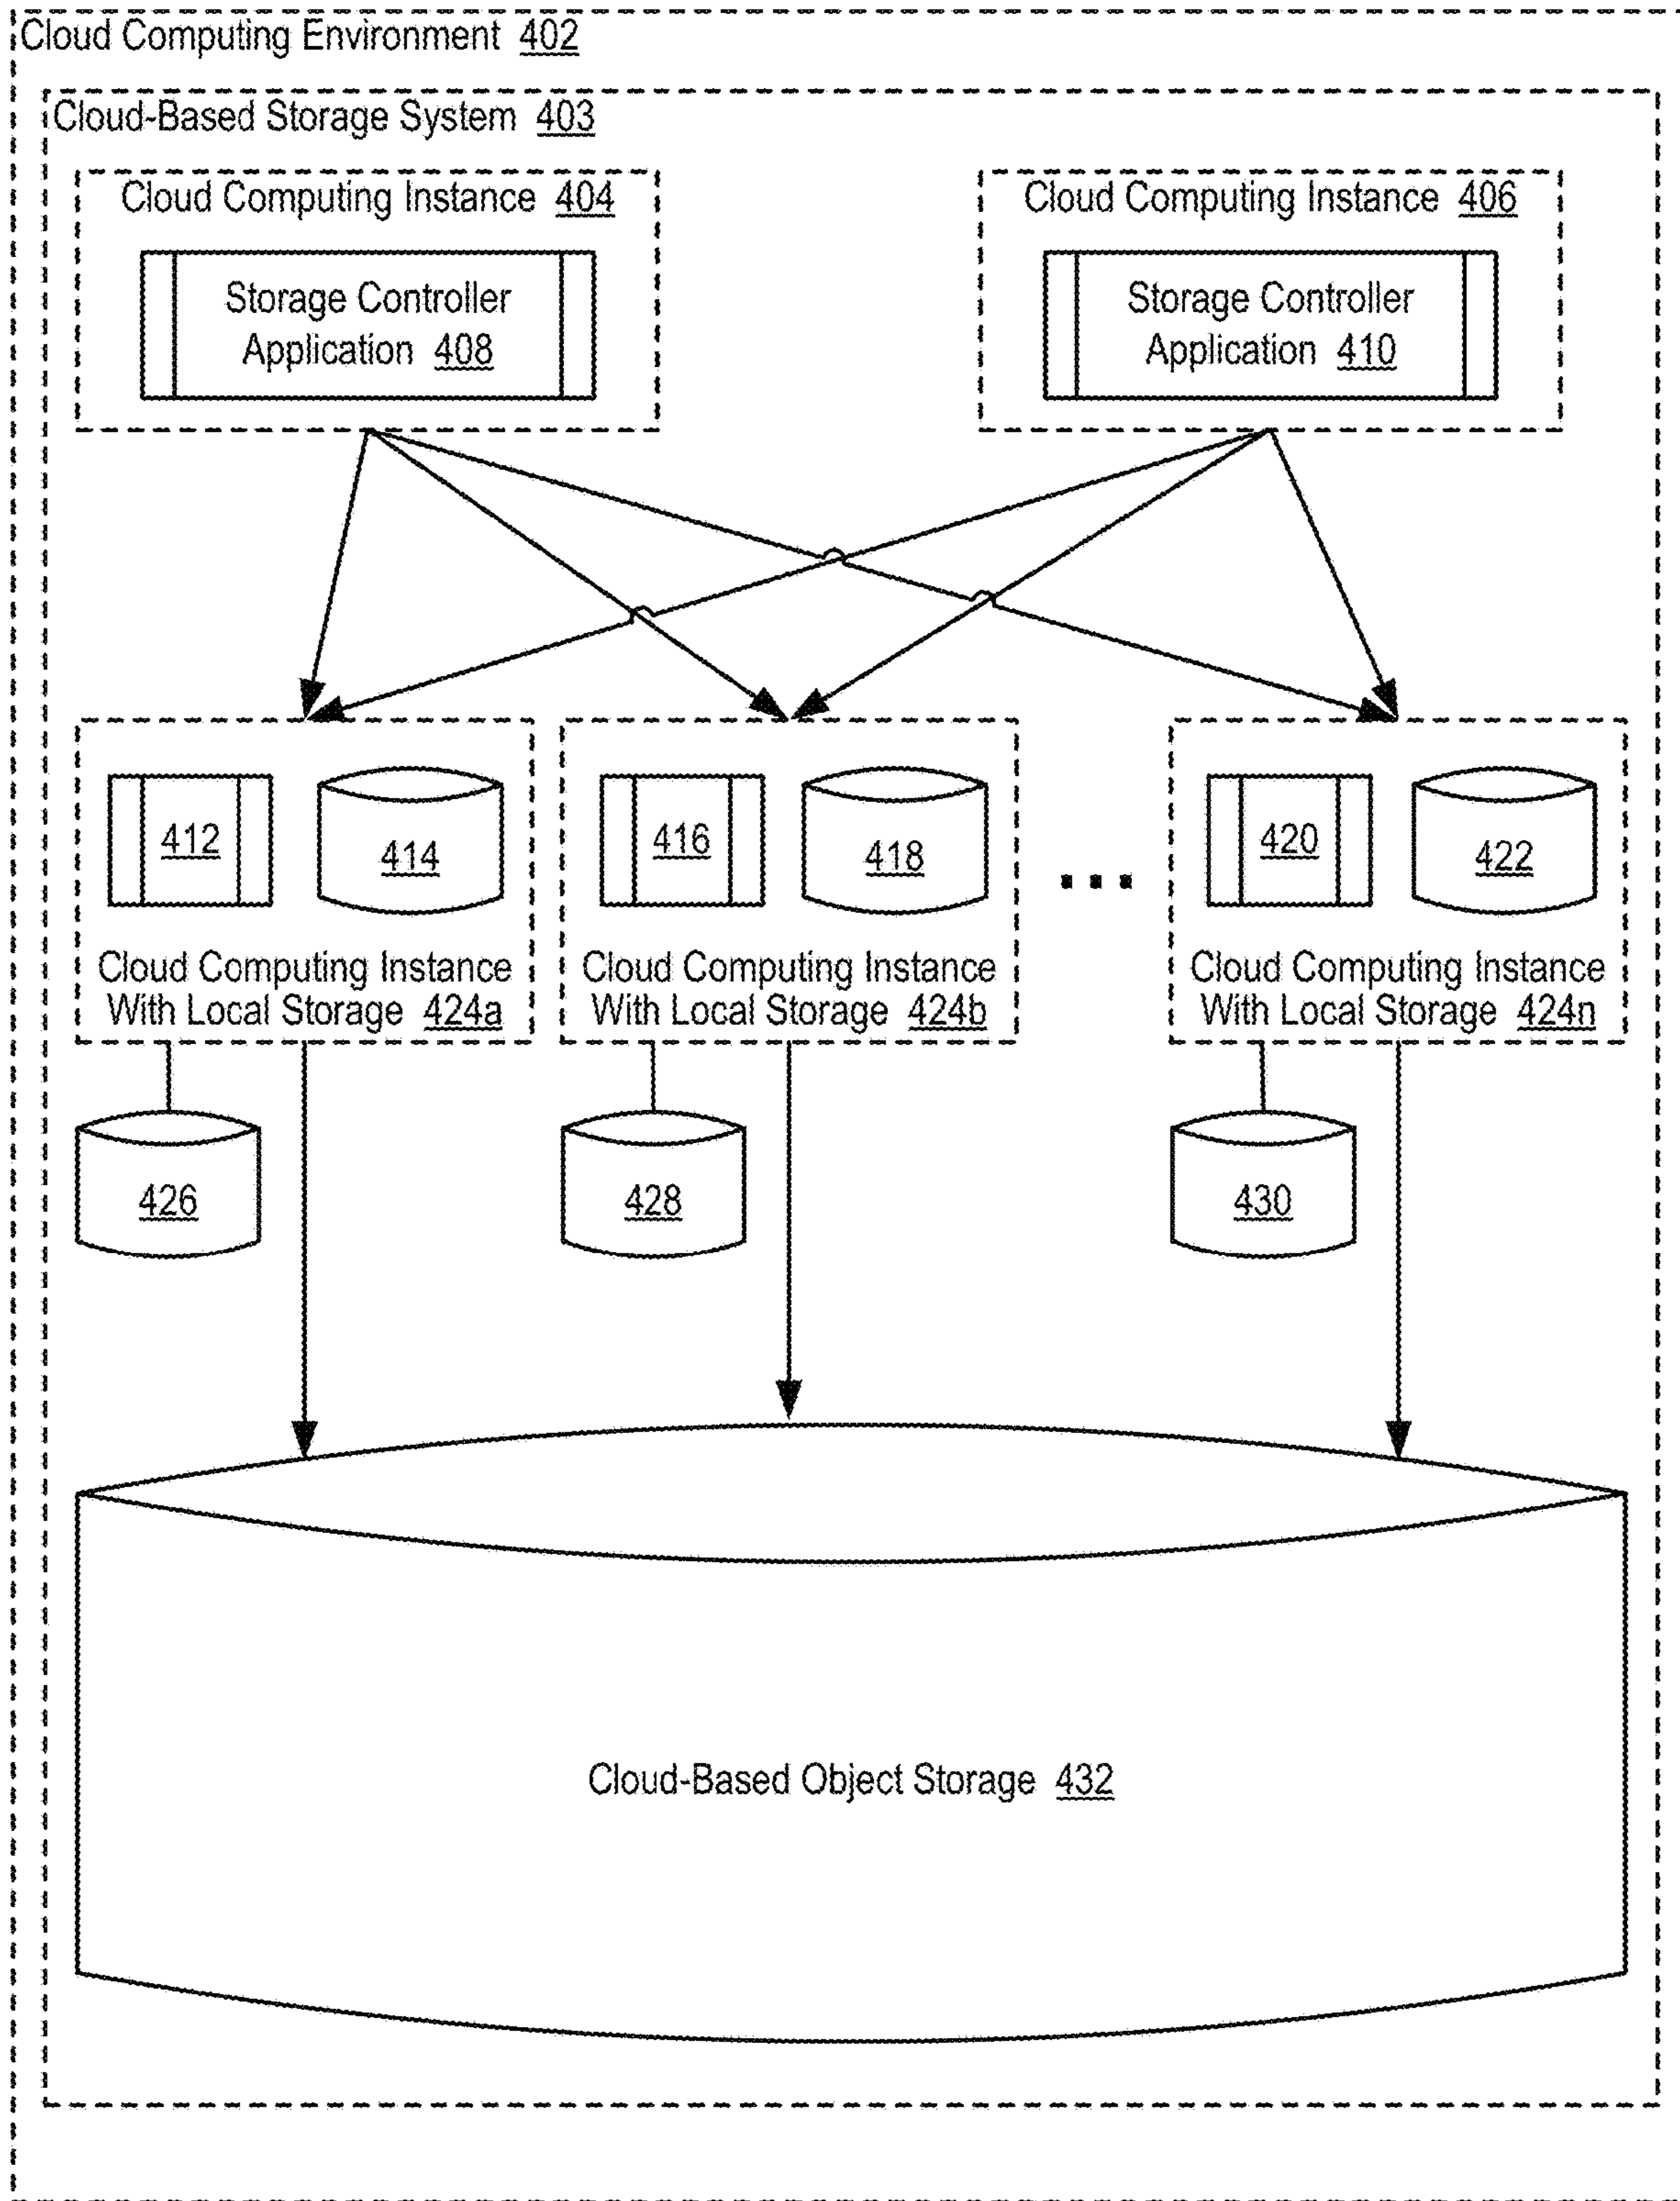 Cloud Computing Environment 402
Cloud-Based Storage System 403
Cloud Computing Instance 404
Storage Controller
Application 408
Cloud Computing Instance 406
Storage Controller
Application 410
412
414
Cloud Computing Instance
With Local Storage 424a
416
418
Cloud Computing Instance
With Local Storage 424b
420
422
Cloud Computing Instance
With Local Storage 424n
426
428
430
Cloud-Based Object Storage 432